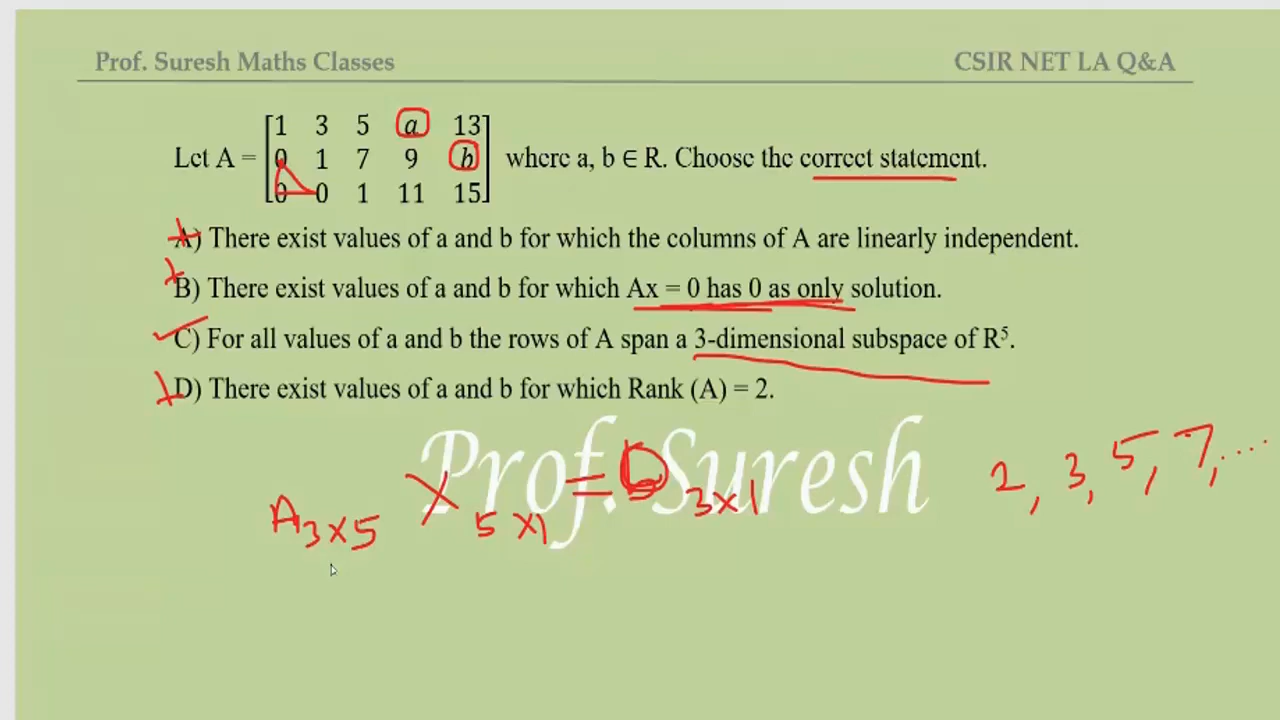 Prof. Suresh Maths Classes CSIR NET LA Q&A
1 3 5 a 13
Let A = 0 1 7 9 b where a, b ∈ R. Choose the correct statement.
0 0 1 11 15
A) There exist values of a and b for which the columns of A are linearly independent.
B) There exist values of a and b for which Ax = 0 has 0 as only solution.
C) For all values of a and b the rows of A span a 3-dimensional subspace of R⁵.
D) There exist values of a and b for which Rank (A) = 2.
Prof. Suresh
2, 3, 5, 7, ....
A 3×5 X 5×1 = 3×1